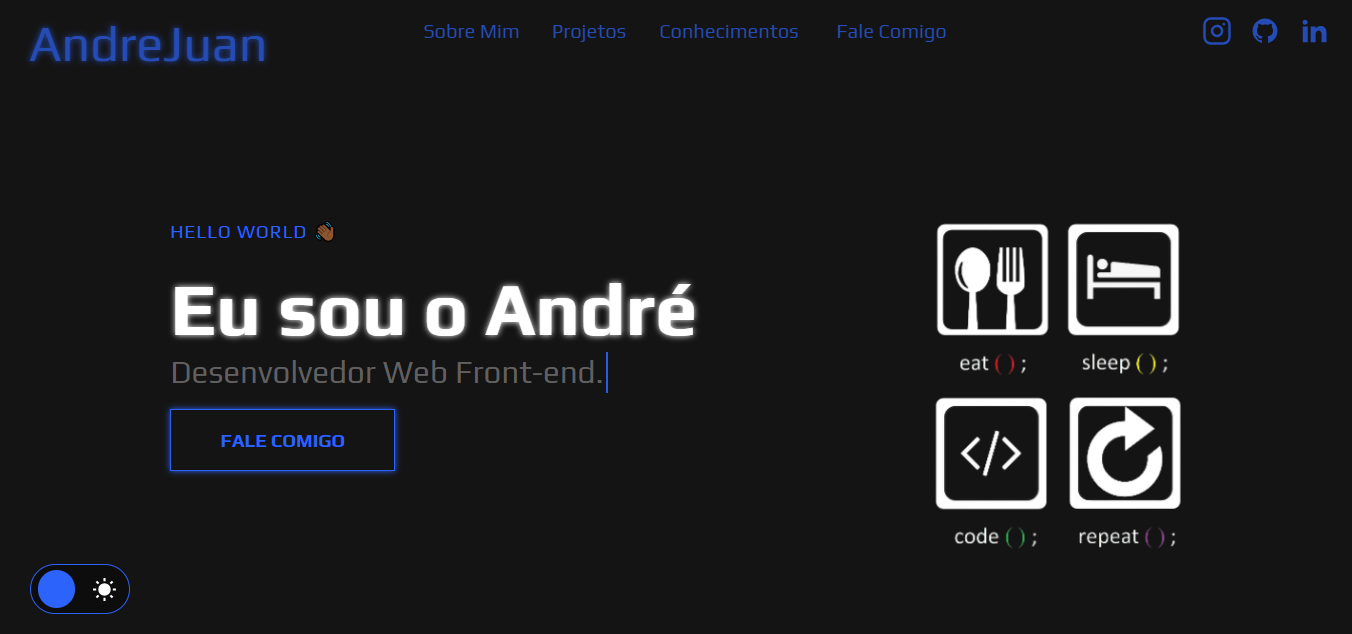 AndreJuan
Sobre Mim Projetos Conhecimentos Fale Comigo
HELLO WORLD 👋🏾
Eu sou o André
Desenvolvedor Web Front-end.
FALE COMIGO
eat ( ) ; sleep ( ) ;
</>
code ( ) ; repeat ( ) ;